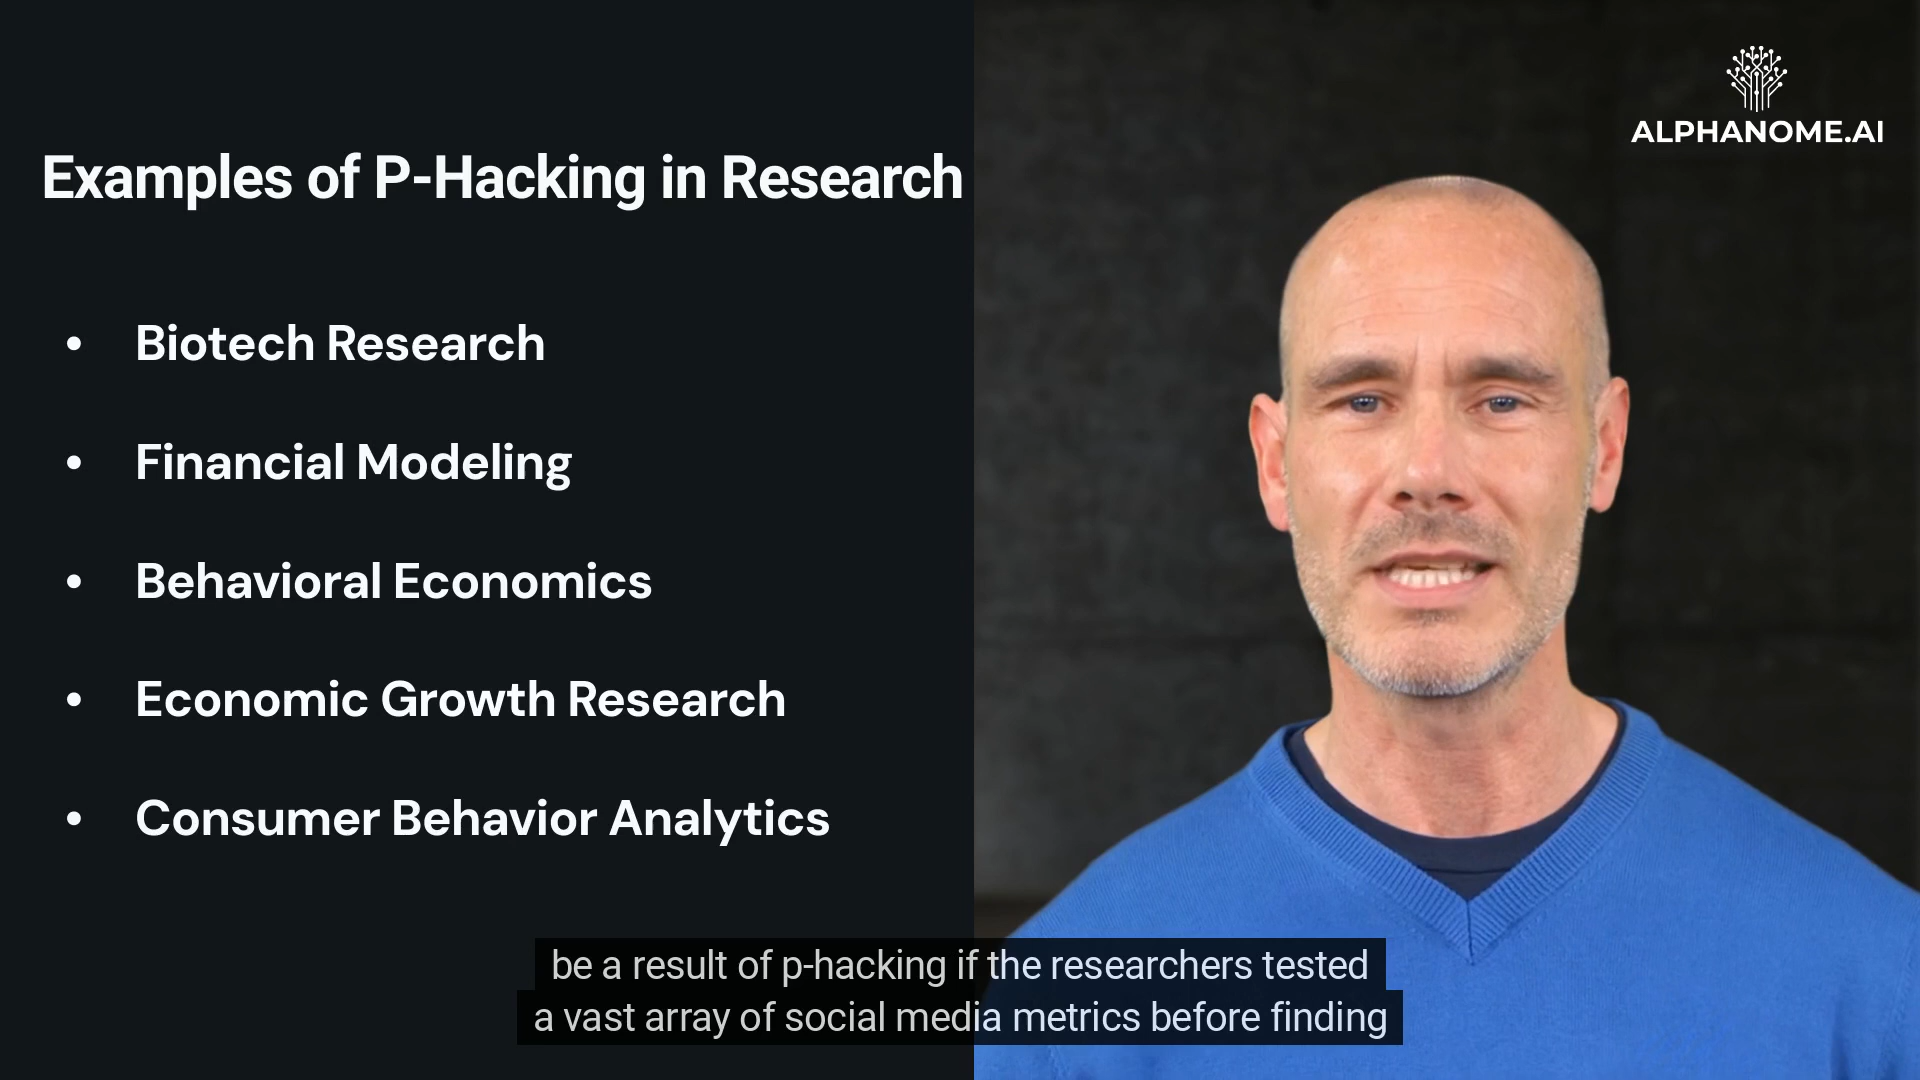 ALPHANOME.AI
Examples of P-Hacking in Research
• Biotech Research
• Financial Modeling
• Behavioral Economics
• Economic Growth Research
• Consumer Behavior Analytics
be a result of p-hacking if the researchers tested
a vast array of social media metrics before finding